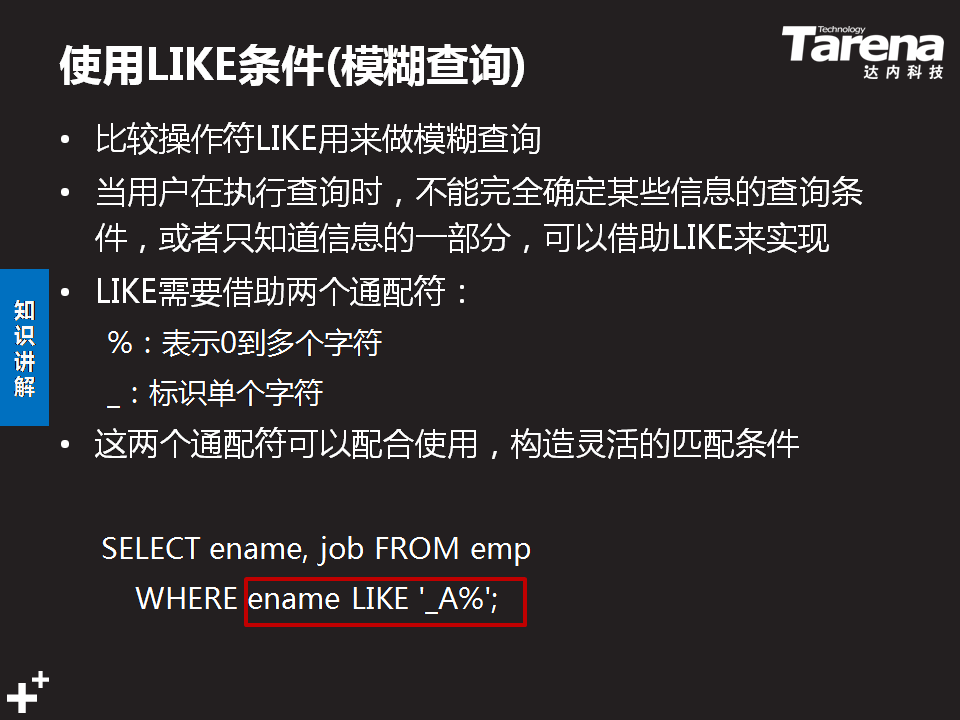 使用LIKE条件(模糊查询)
Technology
Tarena
达内科技
• 比较操作符LIKE用来做模糊查询
• 当用户在执行查询时，不能完全确定某些信息的查询条
件，或者只知道信息的一部分，可以借助LIKE来实现
• LIKE需要借助两个通配符：
%：表示0到多个字符
_：标识单个字符
• 这两个通配符可以配合使用，构造灵活的匹配条件
知识讲解
SELECT ename, job FROM emp
WHERE ename LIKE '_A%';